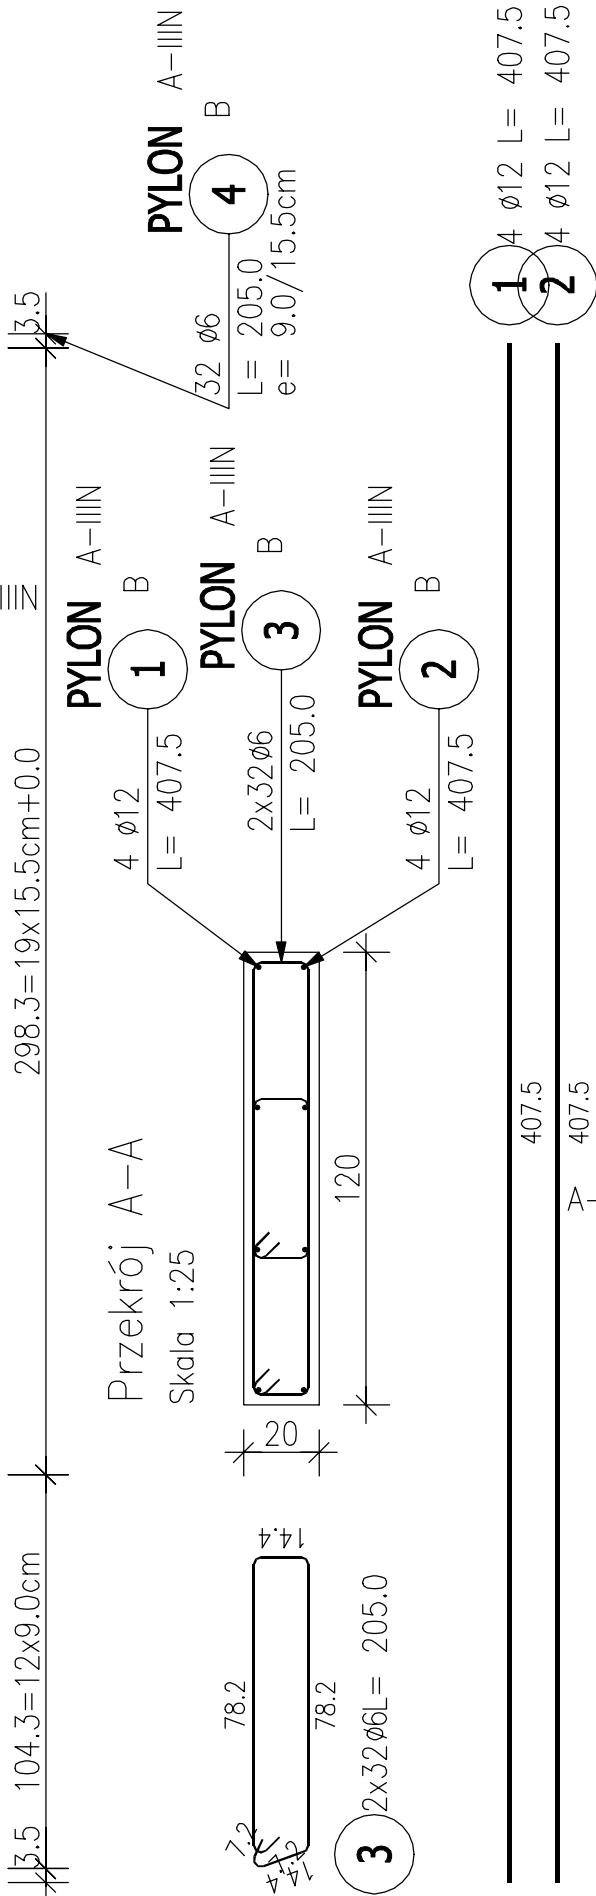 3.5
104.3=12x9.0cm
298.3=19x15.5cm+0.0
3.5
IIIN
PYLON A-IIIN
4 B
32 ø6
L= 205.0
e= 9.0/15.5cm
PYLON A-IIIN
1 B
4 ø12
L= 407.5
PYLON A-IIIN
3 B
2x32ø6
L= 205.0
PYLON A-IIIN
2 B
4 ø12
L= 407.5
Przekrój A-A
Skala 1:25
20
120
78.2
14.4
78.2
7.2
7.2
14.4
3 2x32ø6L= 205.0
1 4 ø12 L= 407.5
407.5
2 4 ø12 L= 407.5
407.5
A-